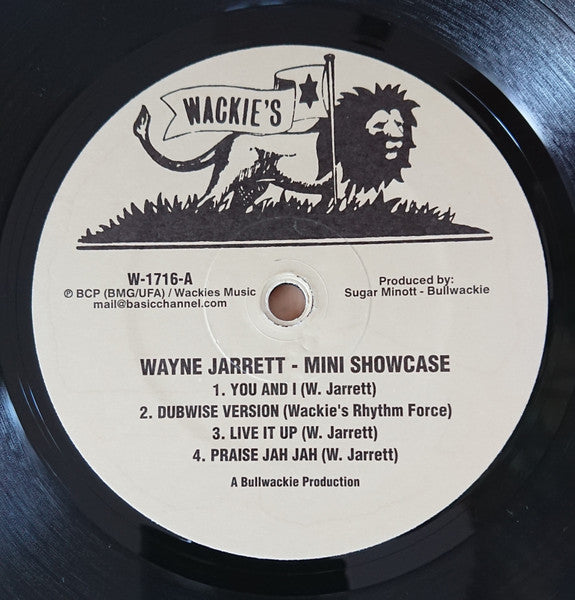 WACKIE'S
W-1716-A
℗ BCP (BMG/UFA) / Wackies Music
mail@basicchannel.com
Produced by:
Sugar Minott - Bullwackie
WAYNE JARRETT - MINI SHOWCASE
1. YOU AND I (W. Jarrett)
2. DUBWISE VERSION (Wackie's Rhythm Force)
3. LIVE IT UP (W. Jarrett)
4. PRAISE JAH JAH (W. Jarrett)
A Bullwackie Production